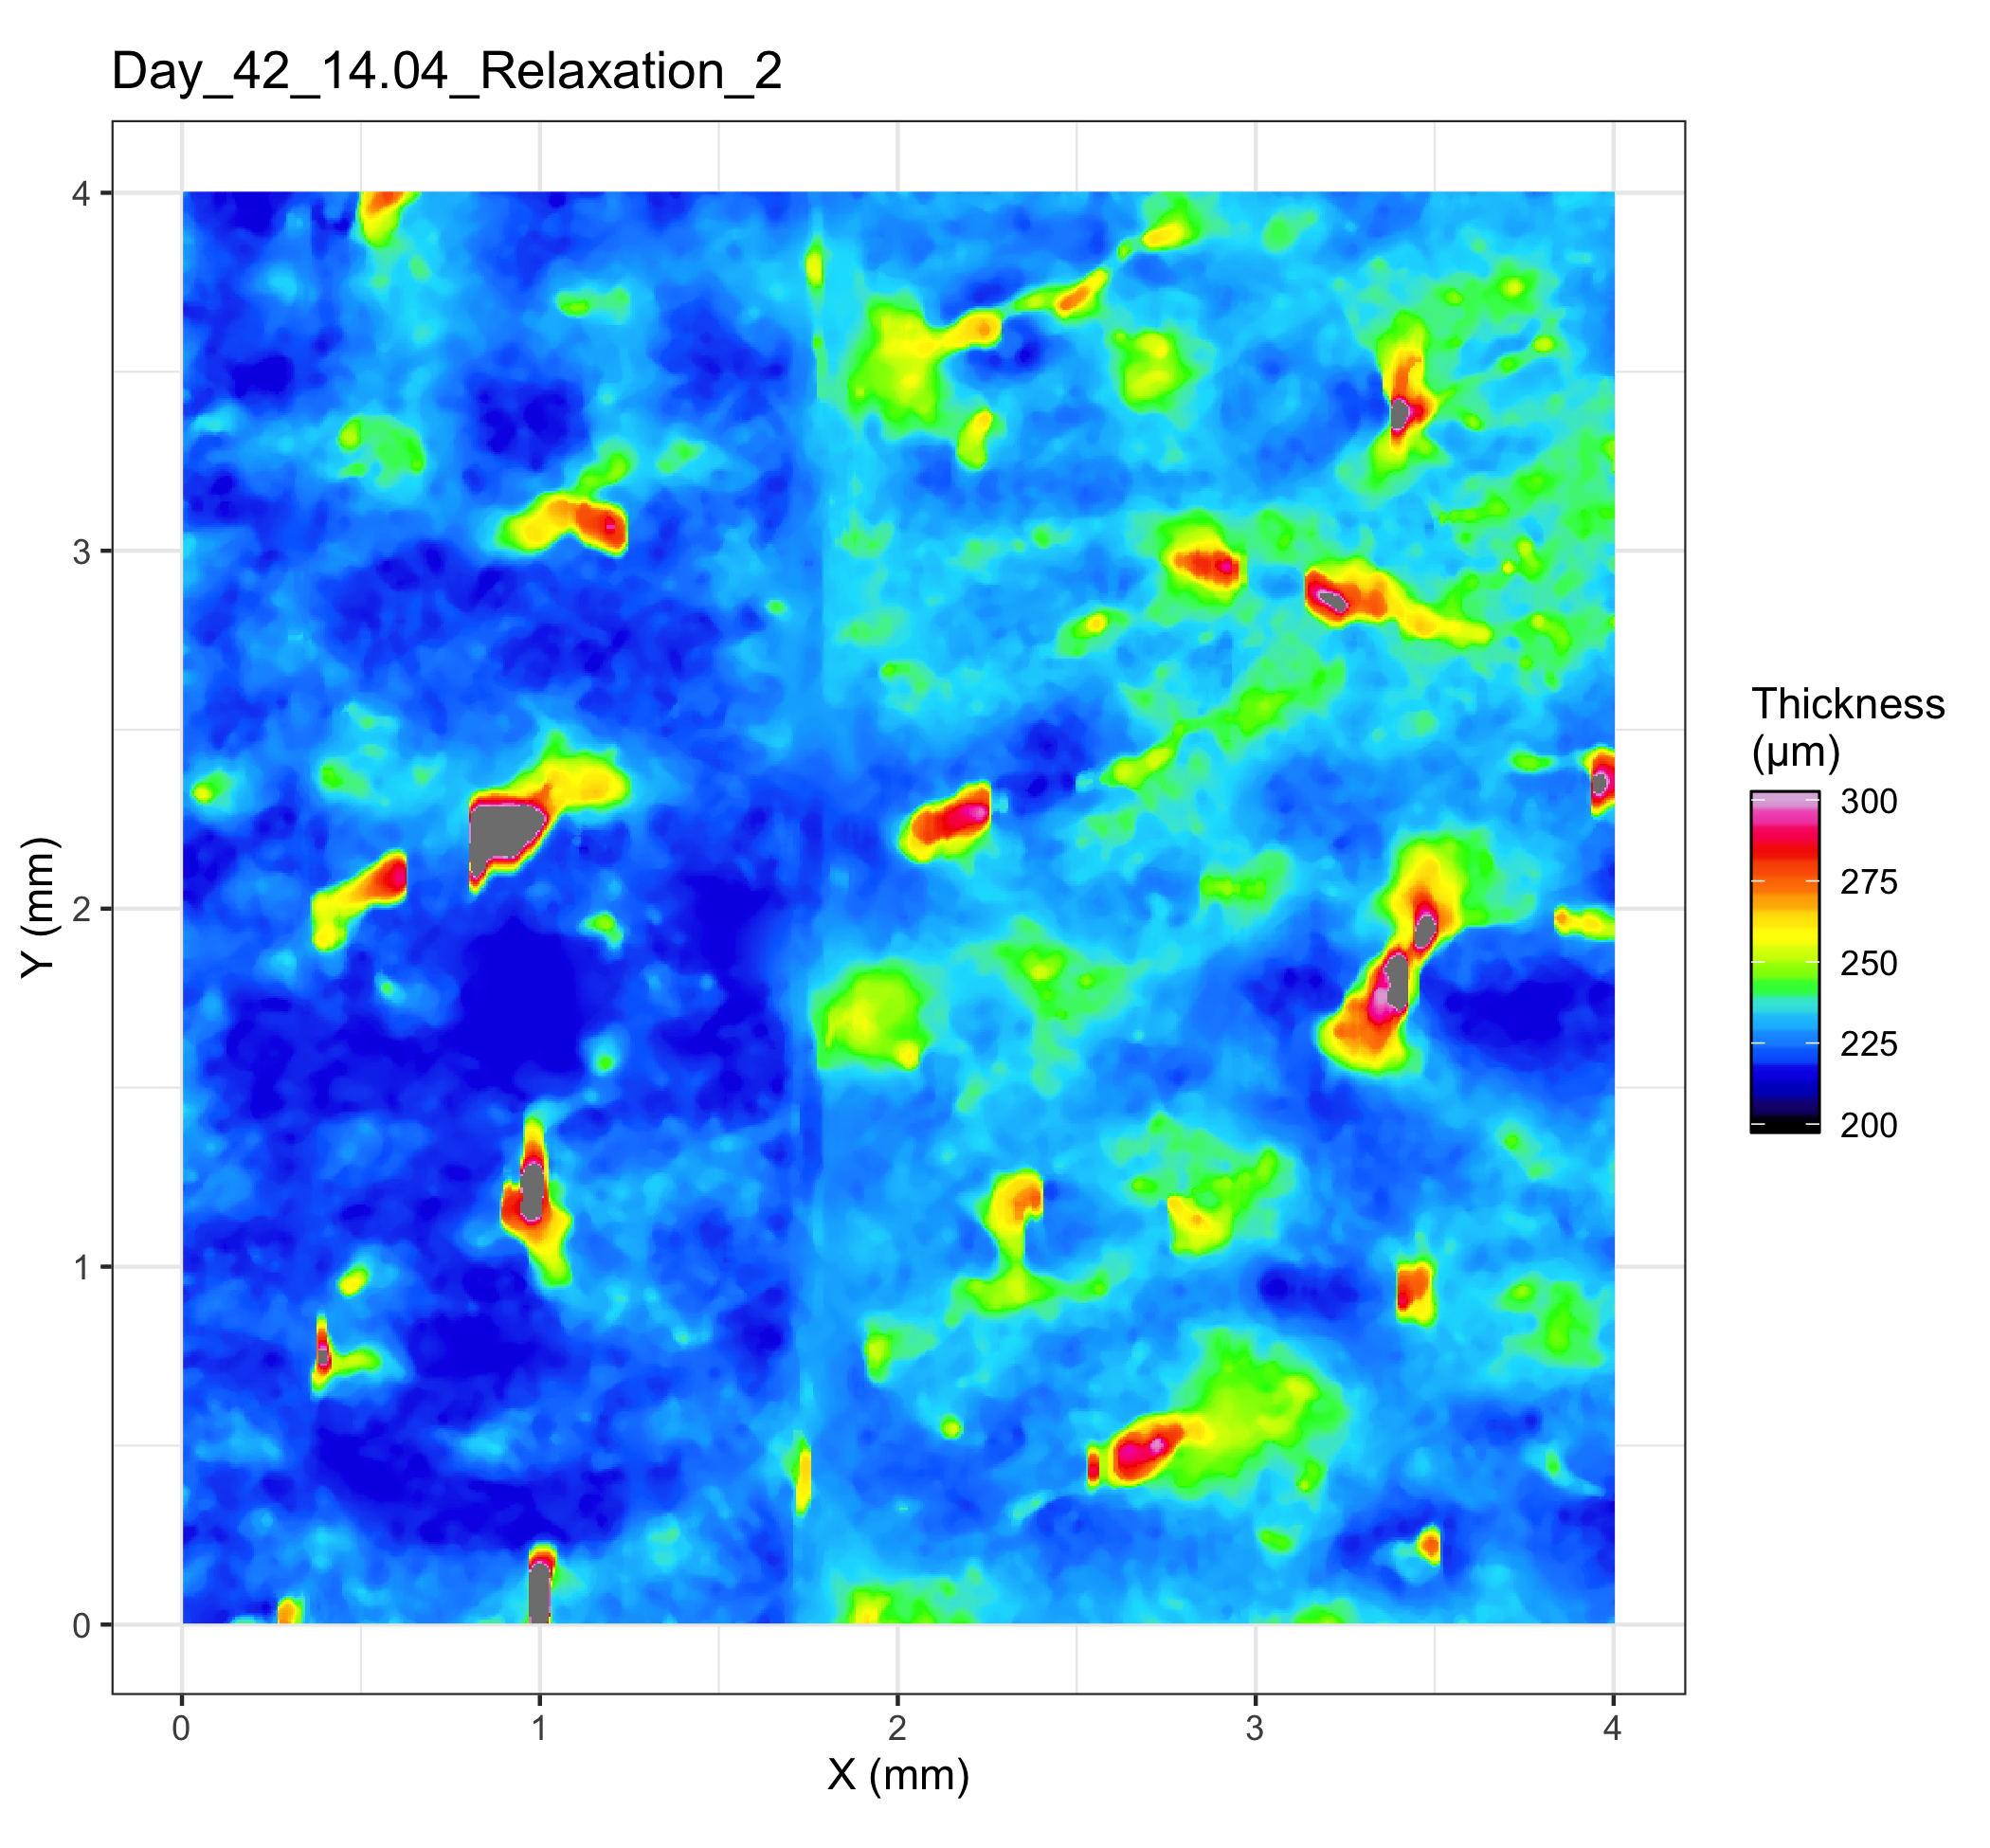 Day_42_14.04_Relaxation_2
4
3
2
1
0
Y (mm)
0 1 2 3 4
X (mm)
Thickness
(μm)
300
275
250
225
200